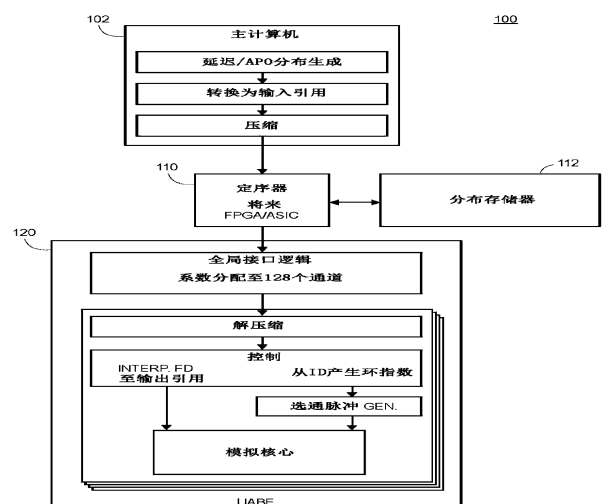 102
100
主计算机
延迟/APO分布生成
转换为输入引用
压缩
110
定序器
将来
FPGA/ASIC
112
分布存储器
120
全局接口逻辑
系数分配至128个通道
解压缩
控制
INTERP. FD
至输出引用
从ID产生环指数
选通脉冲 GEN.
模拟核心